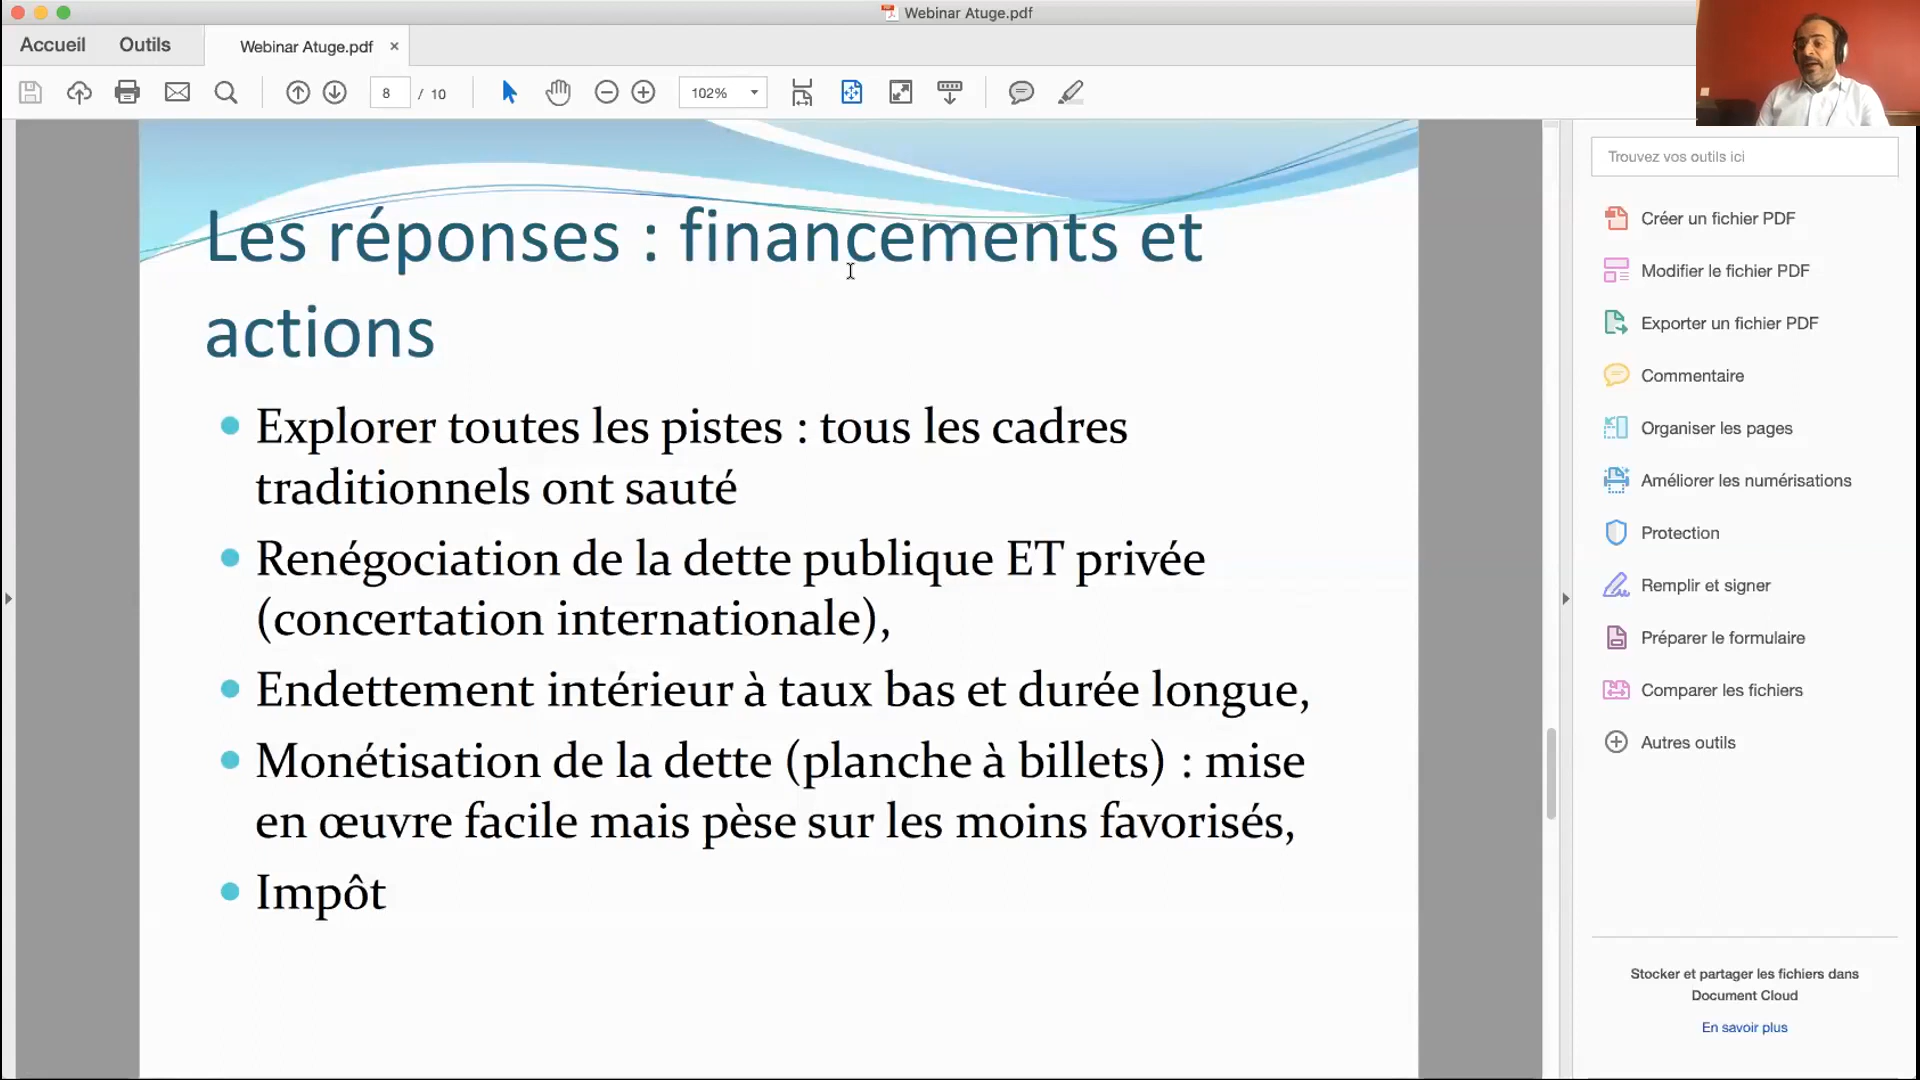 Webinar Atuge.pdf
Accueil
Outils
Webinar Atuge.pdf ×
8 / 10
102%
Les réponses : financements et
actions
Explorer toutes les pistes : tous les cadres
traditionnels ont sauté
Renégociation de la dette publique ET privée
(concertation internationale),
Endettement intérieur à taux bas et durée longue,
Monétisation de la dette (planche à billets) : mise
en œuvre facile mais pèse sur les moins favorisés,
Impôt
Trouvez vos outils ici
Créer un fichier PDF
Modifier le fichier PDF
Exporter un fichier PDF
Commentaire
Organiser les pages
Améliorer les numérisations
Protection
Remplir et signer
Préparer le formulaire
Comparer les fichiers
Autres outils
Stocker et partager les fichiers dans
Document Cloud
En savoir plus